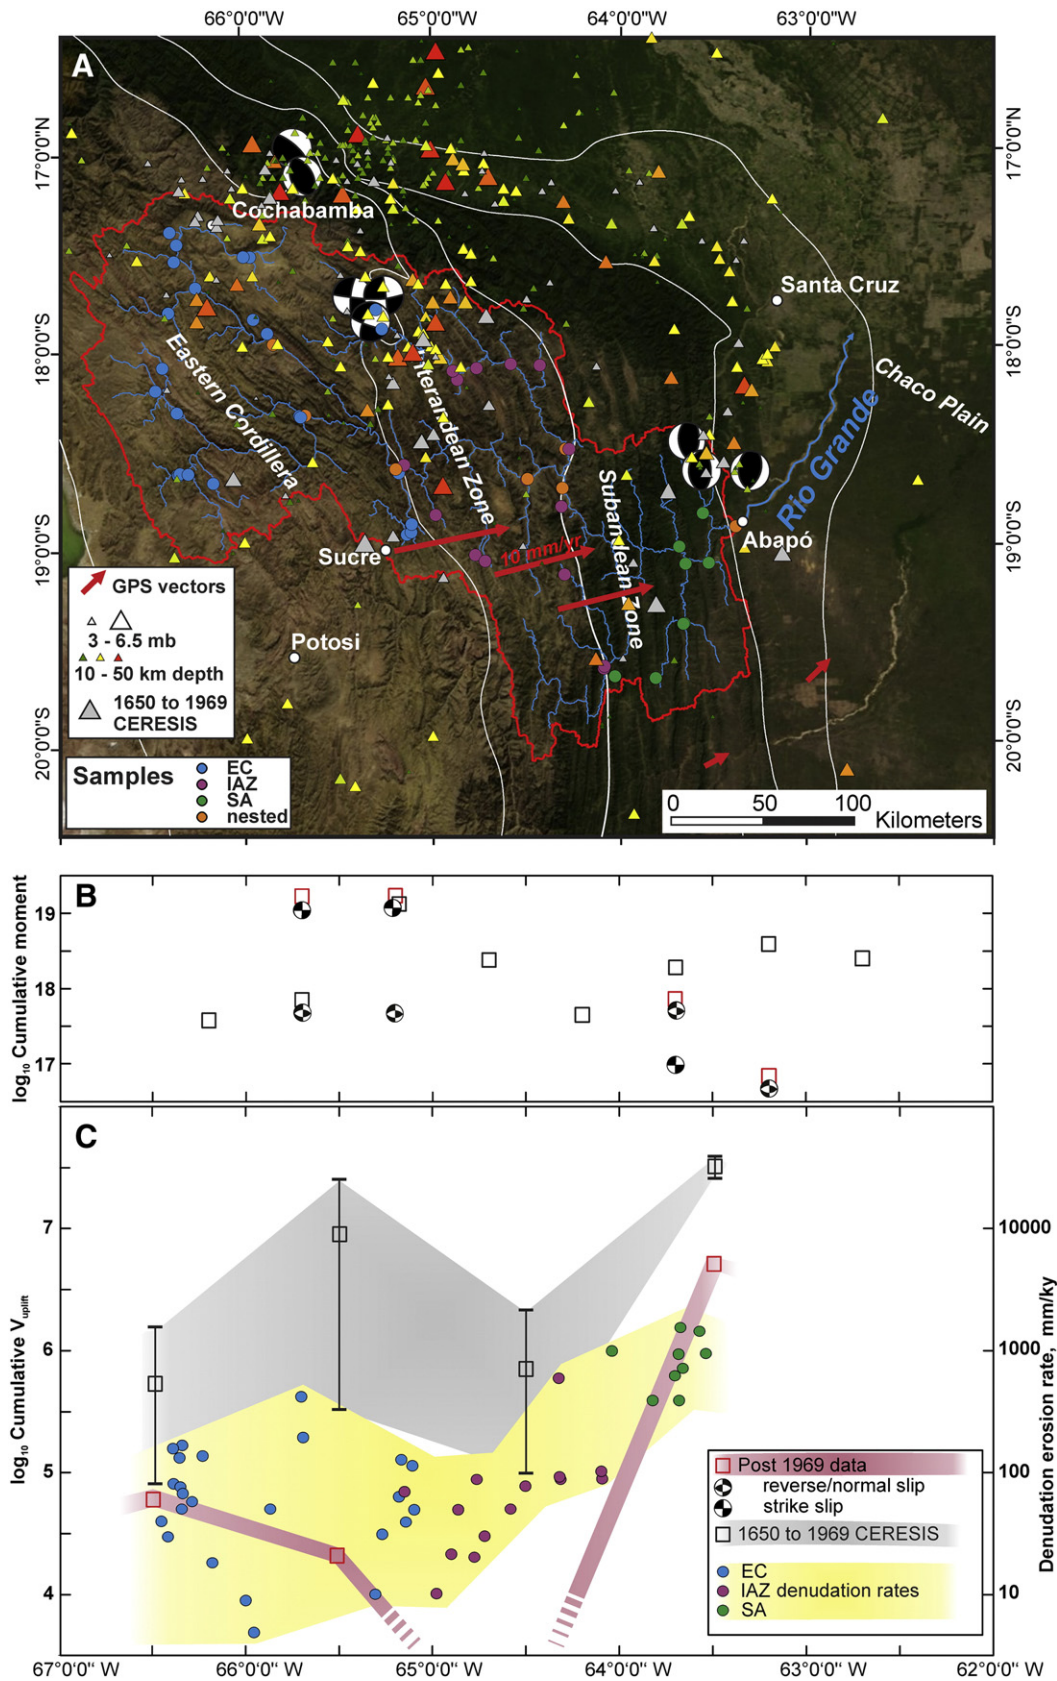 66°0'0"W 65°0'0"W 64°0'0"W 63°0'0"W
A
17°0'0"N
17°0'0"N
Cochabamba
Santa Cruz
18°0'0"S
18°0'0"S
Eastern Cordillera
nterandean Zone
Chaco Plain
Rio Grande
Subandean Zone
Sucre
10 mm/yr
Abapó
19°0'0"S
19°0'0"S
GPS vectors
3 - 6.5 mb
10 - 50 km depth
1650 to 1969
CERESIS
Potosi
20°0'0"S
20°0'0"S
Samples
EC
IAZ
SA
nested
0 50 100
Kilometers
B
log10 Cumulative moment
19
18
17
C
log10 Cumulative Vuplift
7
6
5
4
10000
1000
100
10
Denudation erosion rate, mm/ky
Post 1969 data
reverse/normal slip
strike slip
1650 to 1969 CERESIS
EC
IAZ denudation rates
SA
67°0'0" W 66°0'0" W 65°0'0" W 64°0'0" W 63°0'0" W 62°0'0" W